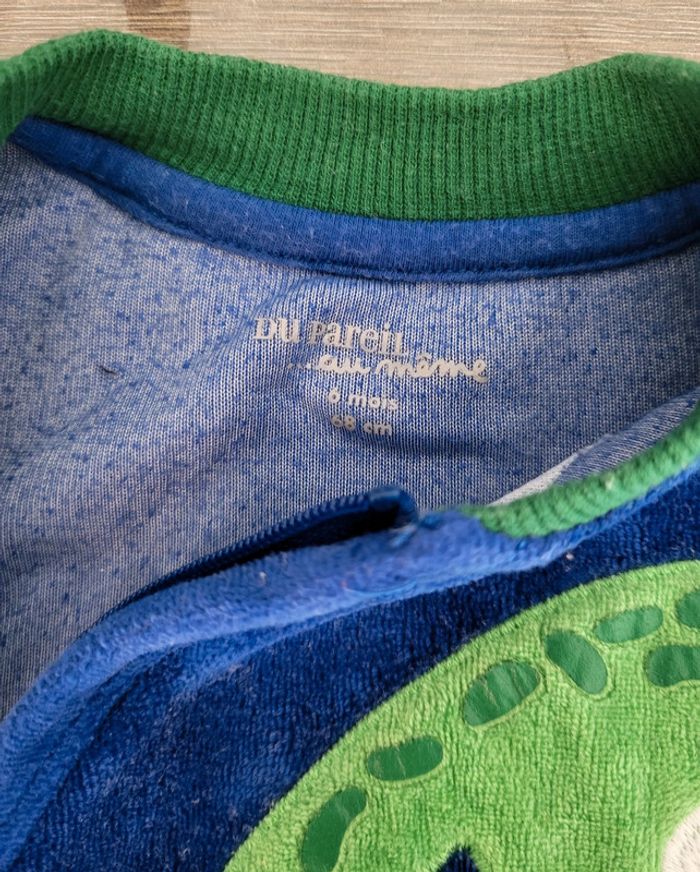 DU Pareil
...au même
6 mois
68 cm